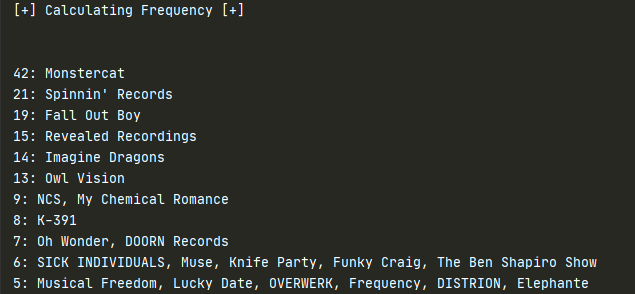 [+] Calculating Frequency [+]
42: Monstercat
21: Spinnin' Records
19: Fall Out Boy
15: Revealed Recordings
14: Imagine Dragons
13: Owl Vision
9: NCS, My Chemical Romance
8: K-391
7: Oh Wonder, DOORN Records
6: SICK INDIVIDUALS, Muse, Knife Party, Funky Craig, The Ben Shapiro Show
5: Musical Freedom, Lucky Date, OVERWERK, Frequency, DISTRION, Elephante